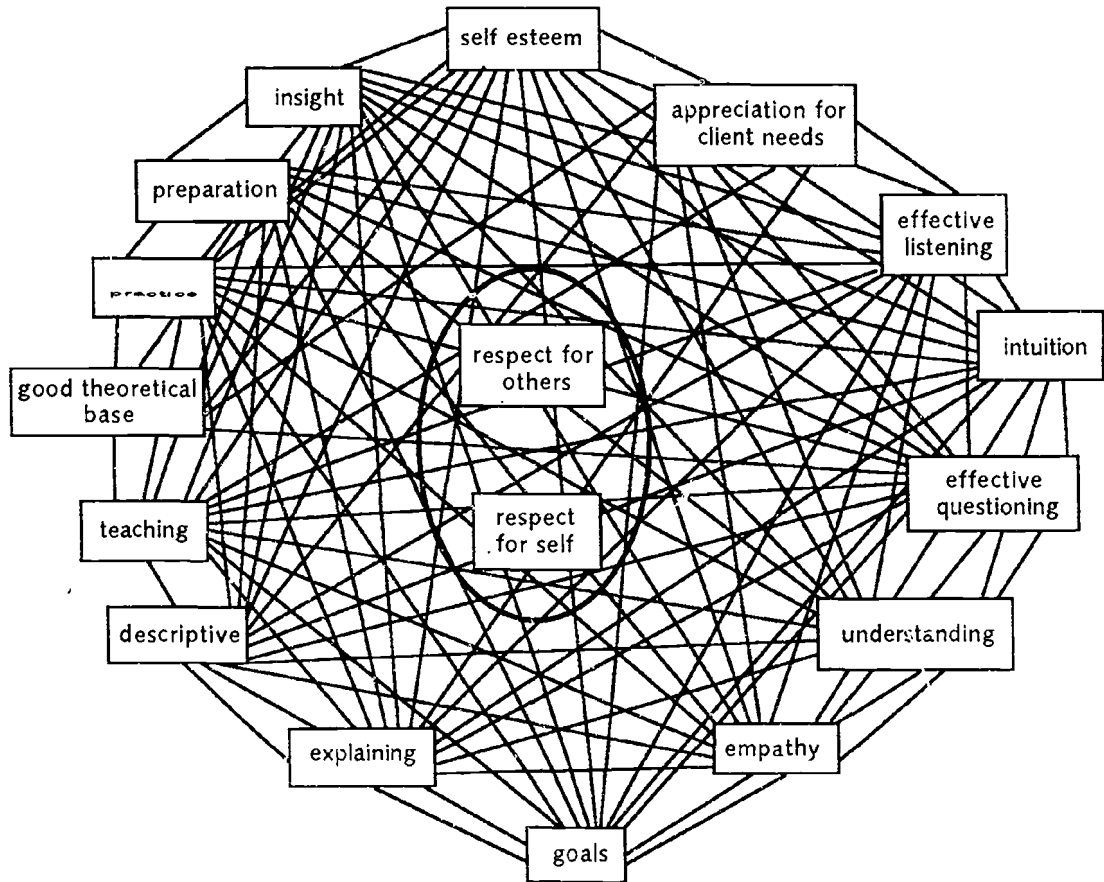 self esteem
insight
appreciation for
client needs
preparation
effective
listening
practice
intuition
respect for
others
good theoretical
base
effective
questioning
teaching
respect
for self
descriptive
understanding
explaining
empathy
goals